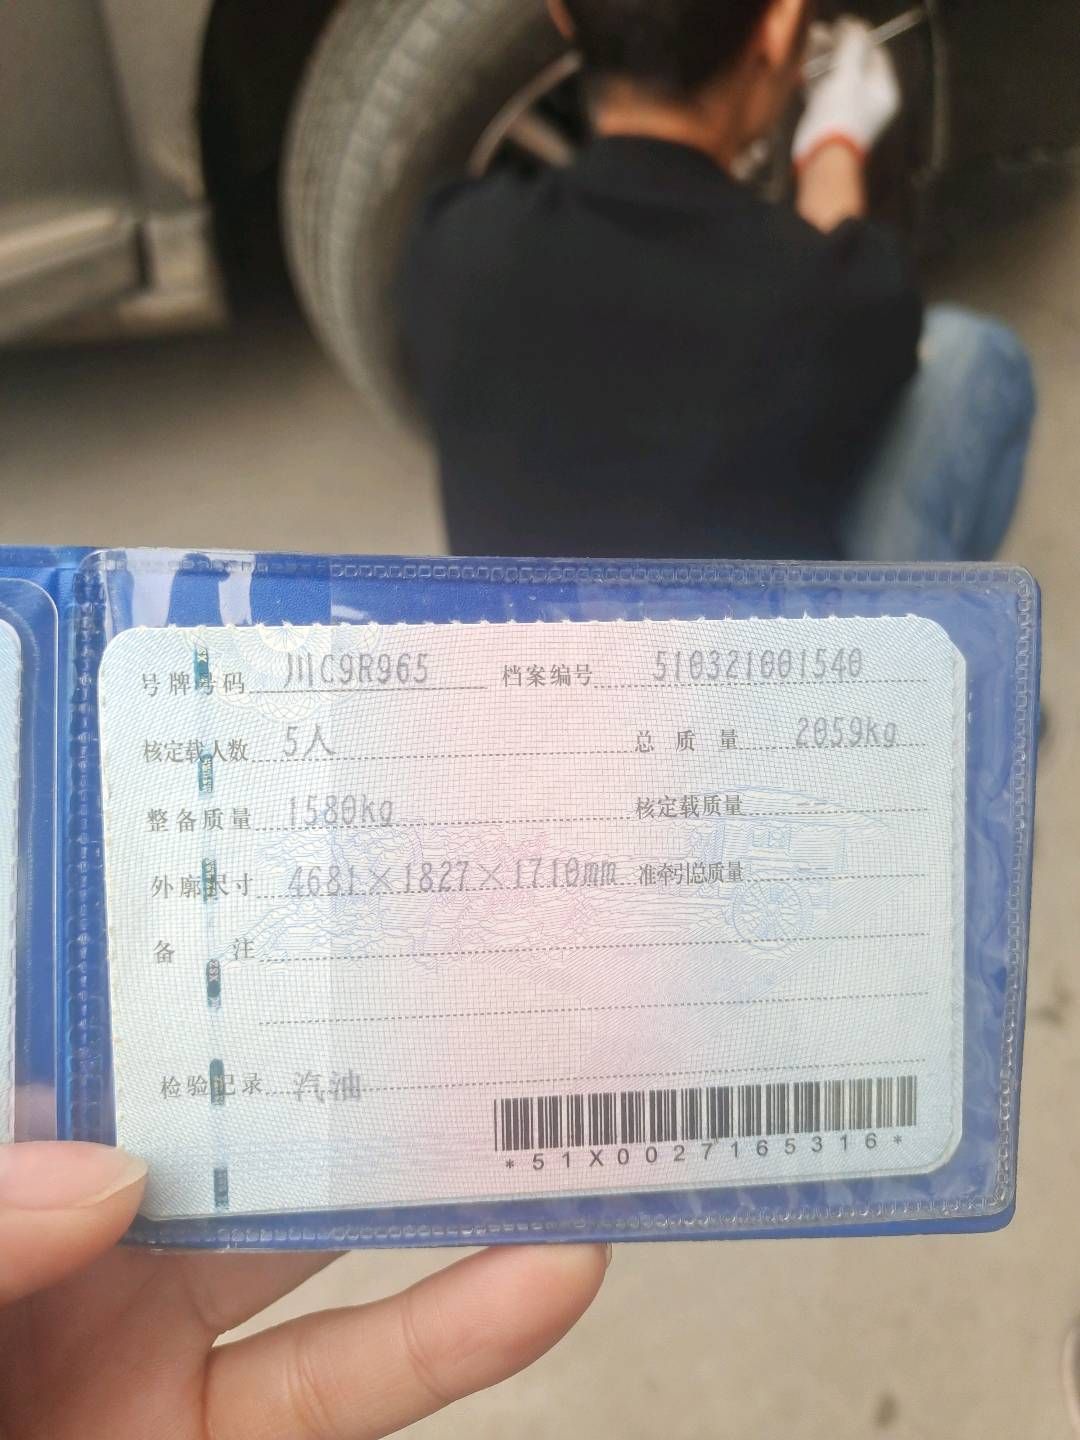 号牌号码 川C9R965 档案编号 510321001540
核定载人数 5人 总质量 2059kg
整备质量 1580kg 核定载质量 --
外廓尺寸 4681×1827×1710mm 准牵引总质量 --
备注
检验记录 汽油
*51X0027165316*